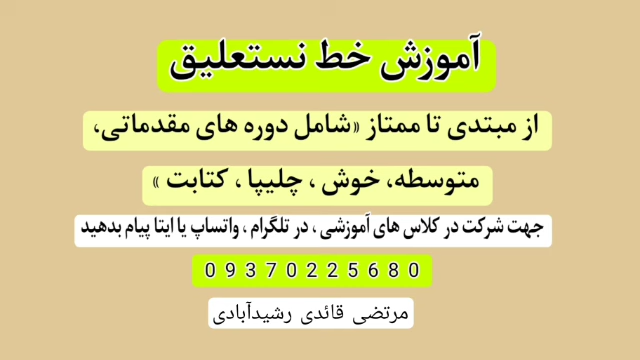 آموزش خط نستعلیق
از مبتدی تا ممتاز «شامل دوره های مقدماتی،
متوسطه، خوش ، چلیپا ، کتابت »
جهت شرکت در کلاس های آموزشی ، در تلگرام ، واتساپ یا ایتا پیام بدهید
09370225680
مرتضی قائدی رشیدآبادی